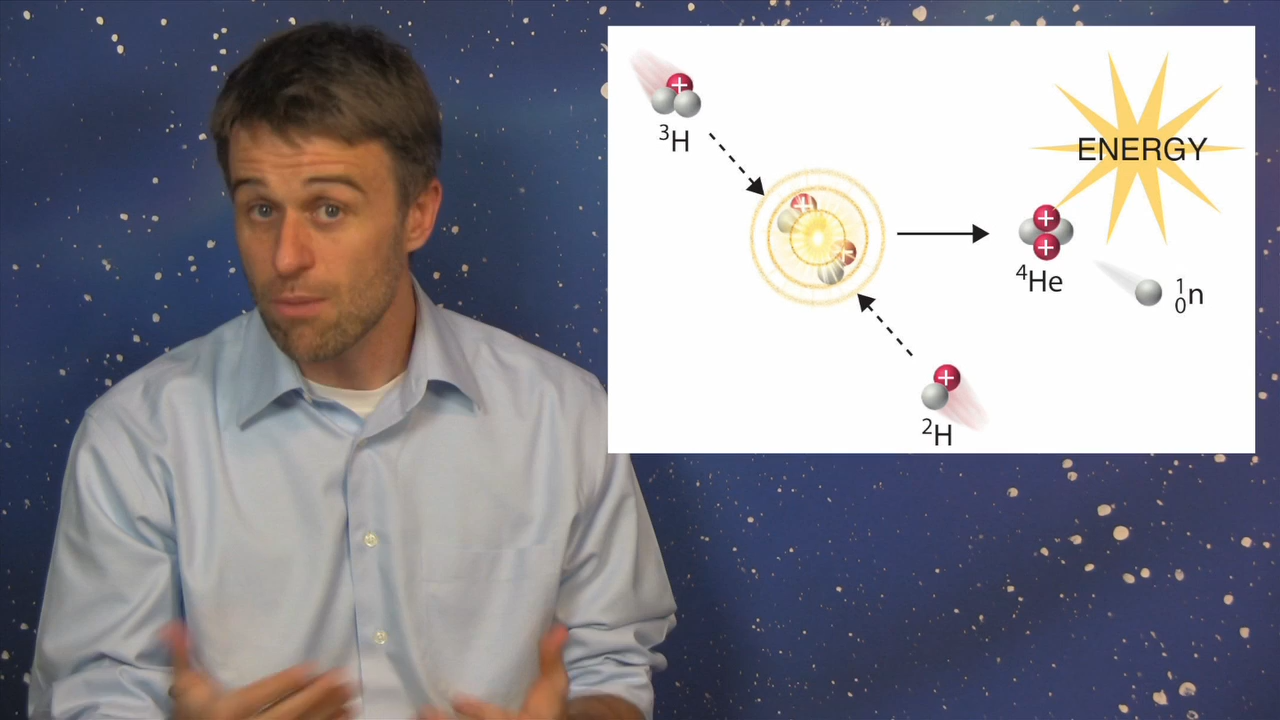 ³H
ENERGY
⁴He
¹₀n
²H